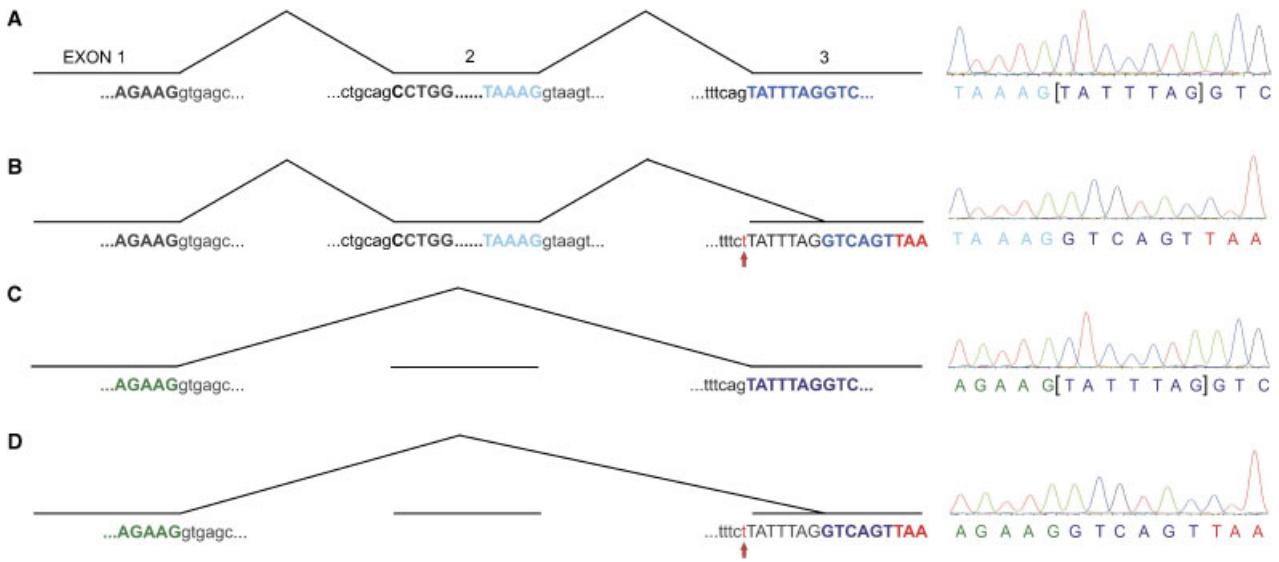 A
EXON 1 2 3
...AGAAGgtgagc... ...ctgcagCCTGG......TAAAGgtaagt... ...tttcagTATTTAGGTC... T A A A G[T A T T T A G]G T C
B
...AGAAGgtgagc... ...ctgcagCCTGG......TAAAGgtaagt... ...tttctTATTTAGGTCAGTTAA T A A A G G T C A G T T A A
C
...AGAAGgtgagc... ...tttcagTATTTAGGTC... A G A A G[T A T T T A G]G T C
D
...AGAAGgtgagc... ...tttctTATTTAGGTCAGTTAA A G A A G G T C A G T T A A